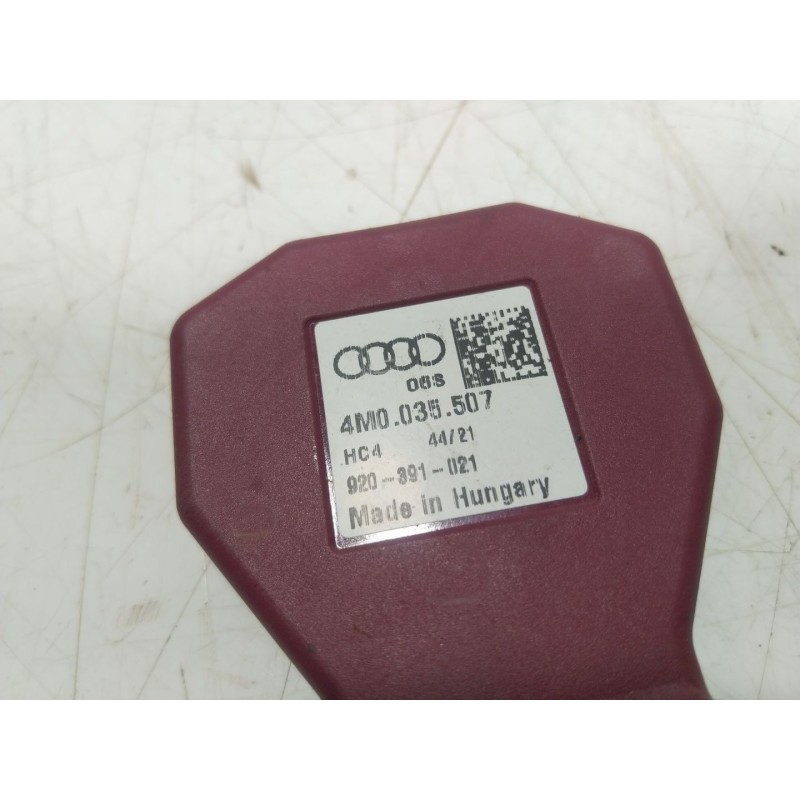 06S
4M0.035.507
HC4 44/21
920-391-021
Made in Hungary